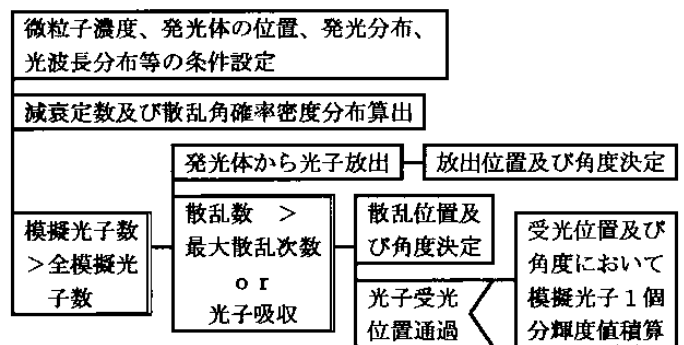 微粒子濃度、発光体の位置、発光分布、
光波長分布等の条件設定
減衰定数及び散乱角確率密度分布算出
発光体から光子放出
放出位置及び角度決定
模擬光子数
>全模擬光
子数
散乱数 >
最大散乱次数
or
光子吸収
散乱位置及
び角度決定
光子受光
位置通過
受光位置及び
角度において
模擬光子1個
分輝度値積算